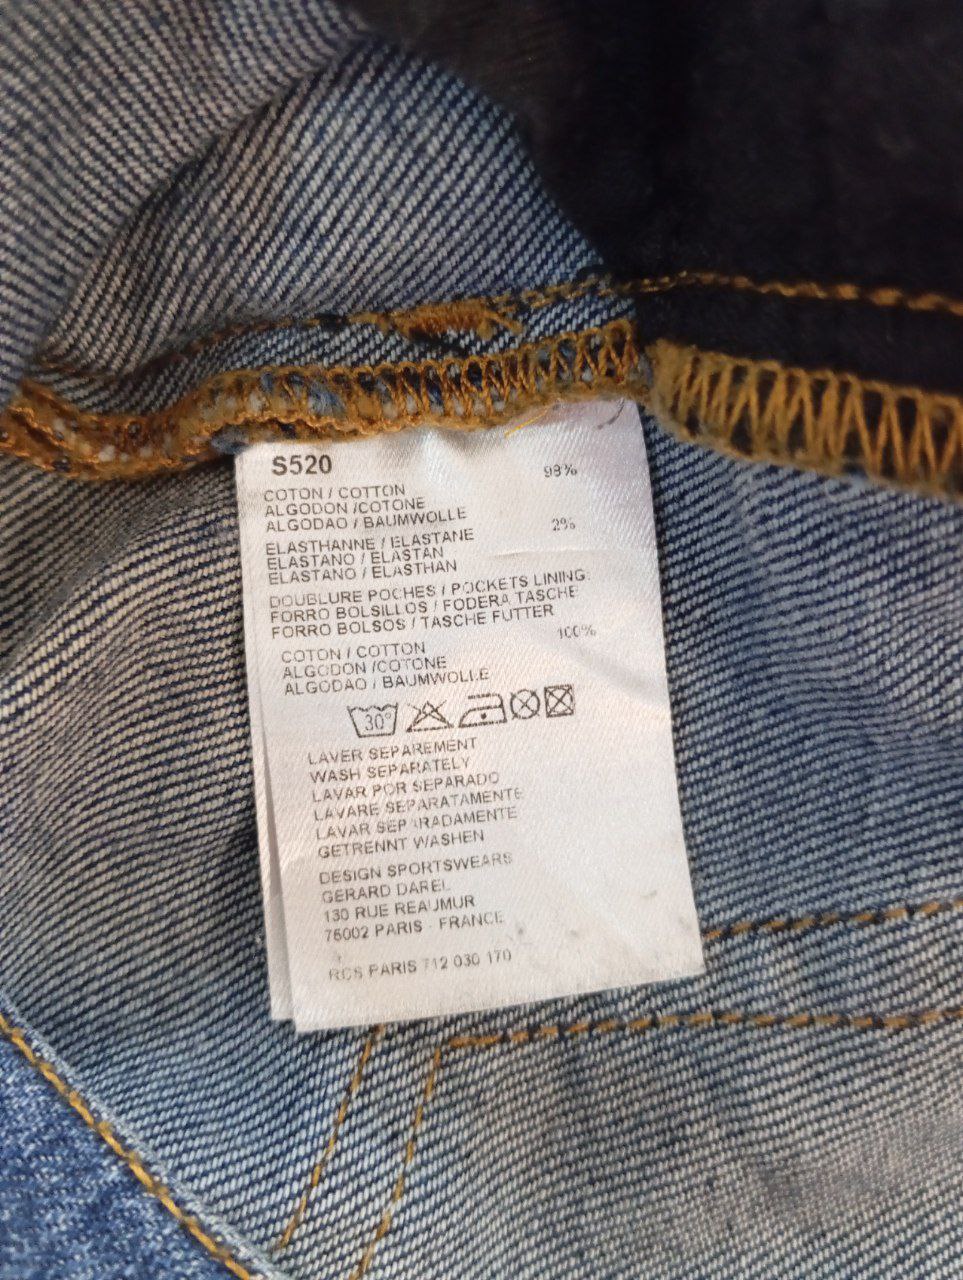 S520
COTON / COTTON 98%
ALGODON /COTONE
ALGODAO / BAUMWOLLE
ELASTHANNE / ELASTANE 2%
ELASTANO / ELASTAN
ELASTANO / ELASTHAN
DOUBLURE POCHES / POCKETS LINING
FORRO BOLSILLOS / FODERA TASCHE
FORRO BOLSOS / TASCHE FUTTER
COTON / COTTON 100%
ALGODON /COTONE
ALGODAO / BAUMWOLLE
30°
LAVER SEPAREMENT
WASH SEPARATELY
LAVAR POR SEPARADO
LAVARE SEPARATAMENTE
LAVAR SEPARADAMENTE
GETRENNT WASHEN
DESIGN SPORTSWEARS
GERARD DAREL
130 RUE REAUMUR
75002 PARIS FRANCE
RCS PARIS 712 030 170